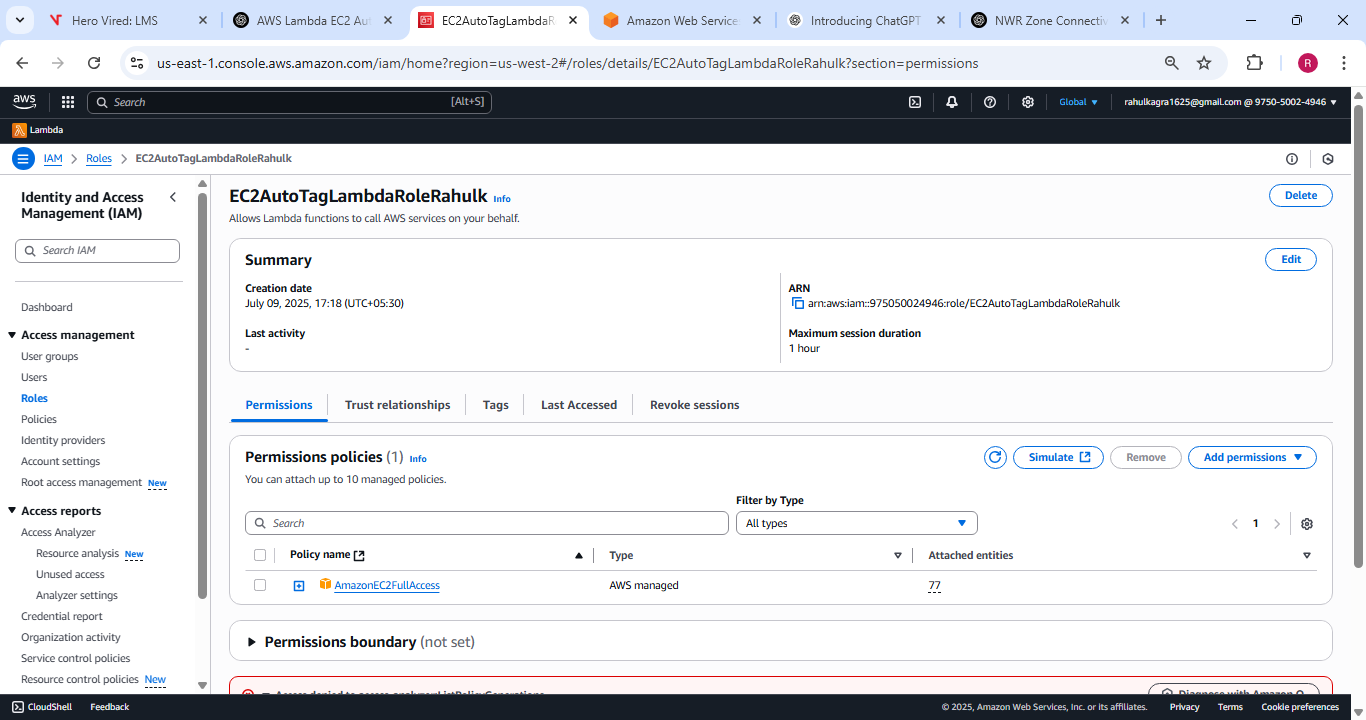 Hero Vired: LMS
AWS Lambda EC2 Aut
EC2AutoTagLambdaR
Amazon Web Service
Introducing ChatGPT
NWR Zone Connectiv
us-east-1.console.aws.amazon.com/iam/home?region=us-west-2#/roles/details/EC2AutoTagLambdaRoleRahulk?section=permissions
R
aws
Search
[Alt+S]
Global
rahulkagra1625@gmail.com @ 9750-5002-4946
Lambda
IAM
Roles
EC2AutoTagLambdaRoleRahulk
Identity and Access
Management (IAM)
Search IAM
Dashboard
Access management
User groups
Users
Roles
Policies
Identity providers
Account settings
Root access management New
Access reports
Access Analyzer
Resource analysis New
Unused access
Analyzer settings
Credential report
Organization activity
Service control policies
Resource control policies New
EC2AutoTagLambdaRoleRahulk Info
Delete
Allows Lambda functions to call AWS services on your behalf.
Summary
Edit
Creation date
July 09, 2025, 17:18 (UTC+05:30)
ARN
arn:aws:iam::975050024946:role/EC2AutoTagLambdaRoleRahulk
Last activity
-
Maximum session duration
1 hour
Permissions
Trust relationships
Tags
Last Accessed
Revoke sessions
Permissions policies (1) Info
Simulate
Remove
Add permissions
You can attach up to 10 managed policies.
Filter by Type
Search
All types
1
Policy name
Type
Attached entities
AmazonEC2FullAccess
AWS managed
77
Permissions boundary (not set)
Access denied to access-analyzer:ListPolicyGenerations
Diagnose with Amazon Q
CloudShell
Feedback
© 2025, Amazon Web Services, Inc. or its affiliates.
Privacy
Terms
Cookie preferences